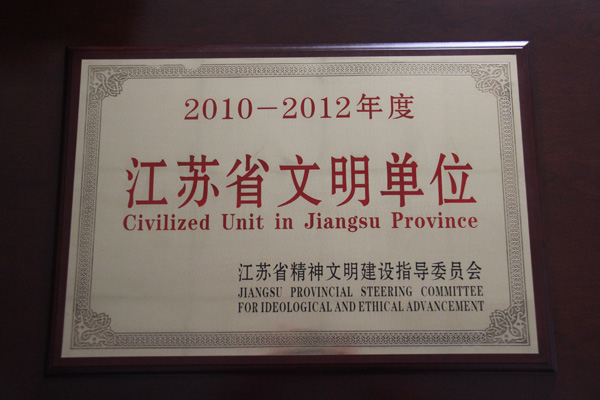 2010－2012年度
江苏省文明单位
Civilized Unit in Jiangsu Province
江苏省精神文明建设指导委员会
JIANGSU PROVINCIAL STEERING COMMITTEE
FOR IDEOLOGICAL AND ETHICAL ADVANCEMENT